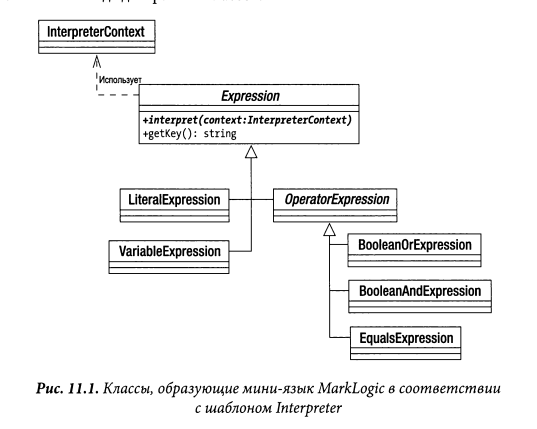 InterpreterContext
Использует
Expression
+interpret(context:InterpreterContext)
+getKey(): string
LiteralExpression
OperatorExpression
VariableExpression
BooleanOrExpression
BooleanAndExpression
EqualsExpression
Рис. 11.1. Классы, образующие мини-язык MarkLogic в соответствии
с шаблоном Interpreter